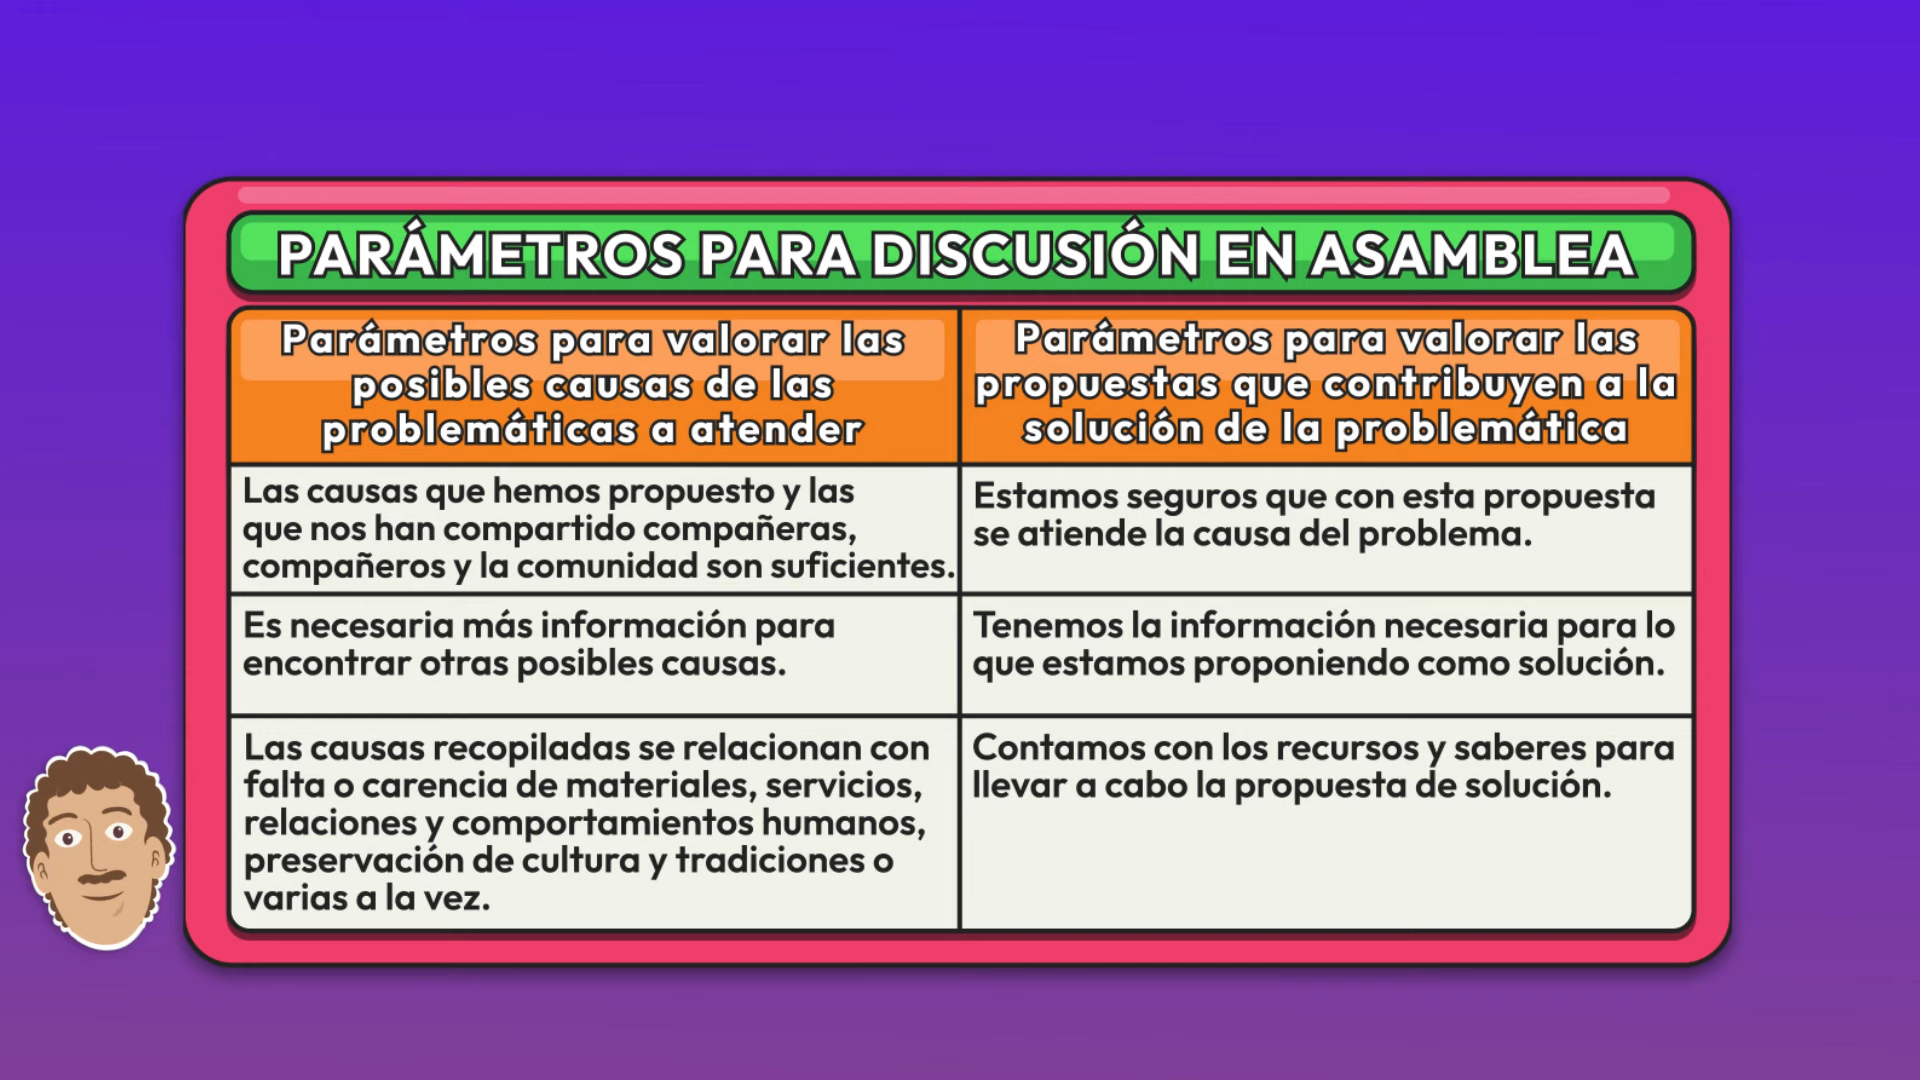 PARÁMETROS PARA DISCUSIÓN EN ASAMBLEA
Parámetros para valorar las
posibles causas de las
problemáticas a atender
Parámetros para valorar las
propuestas que contribuyen a la
solución de la problemática
Las causas que hemos propuesto y las
que nos han compartido compañeras,
compañeros y la comunidad son suficientes.
Estamos seguros que con esta propuesta
se atiende la causa del problema.
Es necesaria más información para
encontrar otras posibles causas.
Tenemos la información necesaria para lo
que estamos proponiendo como solución.
Las causas recopiladas se relacionan con
falta o carencia de materiales, servicios,
relaciones y comportamientos humanos,
preservación de cultura y tradiciones o
varias a la vez.
Contamos con los recursos y saberes para
llevar a cabo la propuesta de solución.